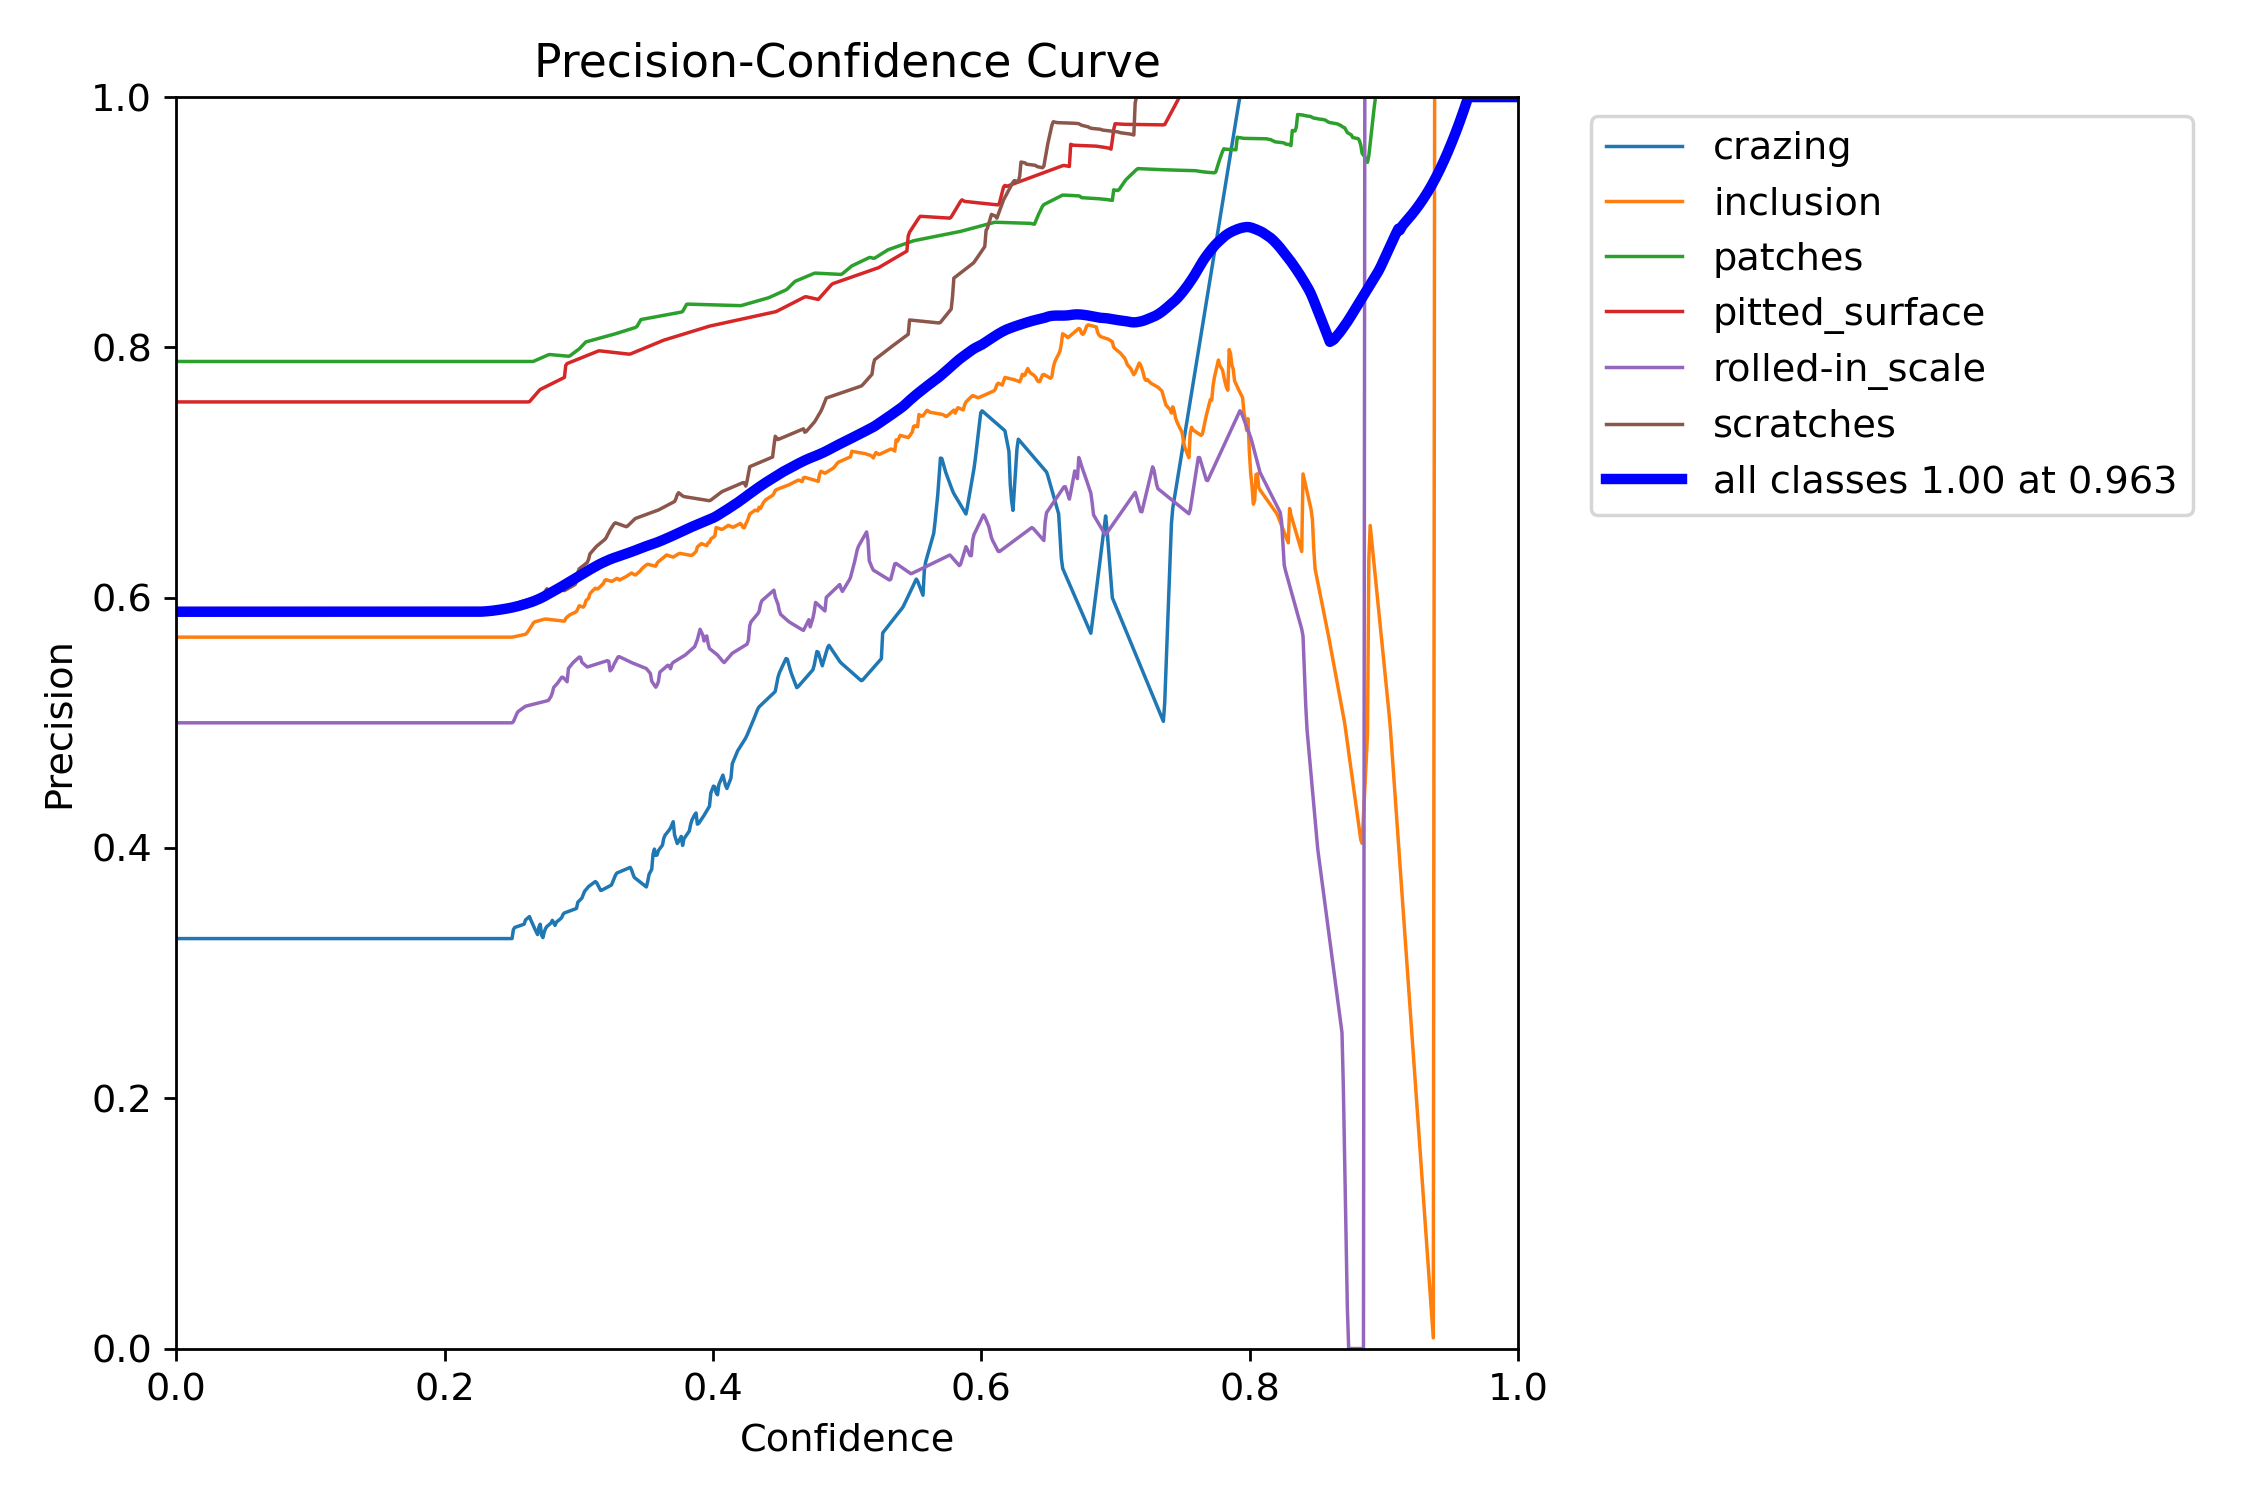 Precision-Confidence Curve
1.0
0.8
0.6
0.4
0.2
0.0
Precision
0.0 0.2 0.4 0.6 0.8 1.0
Confidence
crazing
inclusion
patches
pitted_surface
rolled-in_scale
scratches
all classes 1.00 at 0.963